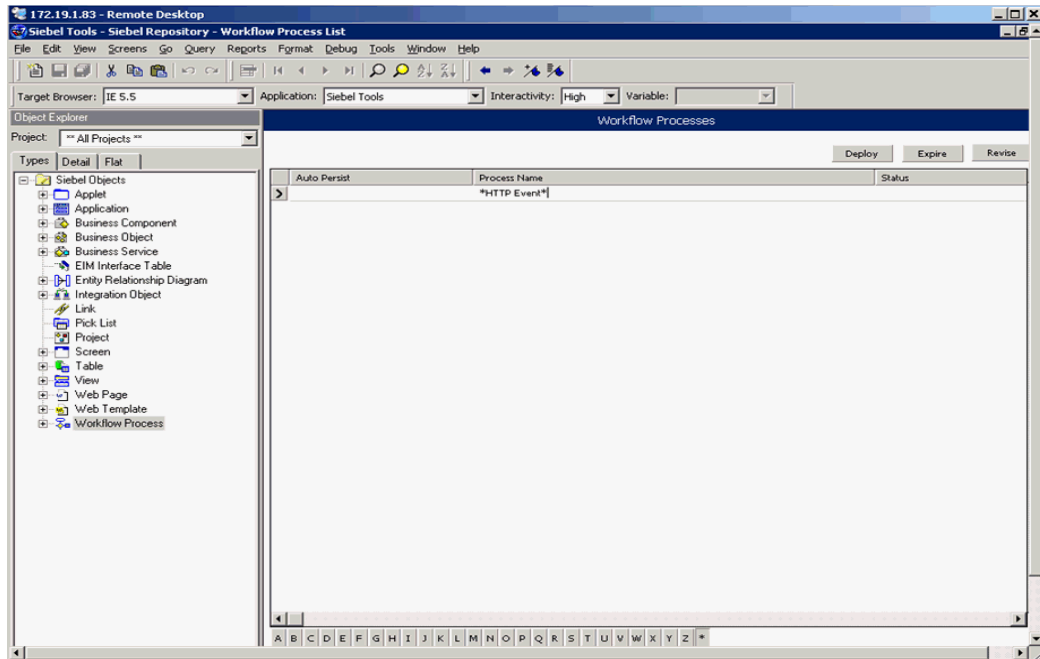 172.19.1.83 - Remote Desktop
Siebel Tools - Siebel Repository - Workflow Process List
File Edit View Screens Go Query Reports Format Debug Tools Window Help
Target Browser: IE 5.5 Application: Siebel Tools Interactivity: High Variable:
Object Explorer
Workflow Processes
Project: ** All Projects **
Deploy Expire Revise
Types Detail Flat
Auto Persist Process Name Status
*HTTP Event*
Siebel Objects
Applet
Application
Business Component
Business Object
Business Service
EIM Interface Table
Entity Relationship Diagram
Integration Object
Link
Pick List
Project
Screen
Table
View
Web Page
Web Template
Workflow Process
A B C D E F G H I J K L M N O P Q R S T U V W X Y Z *